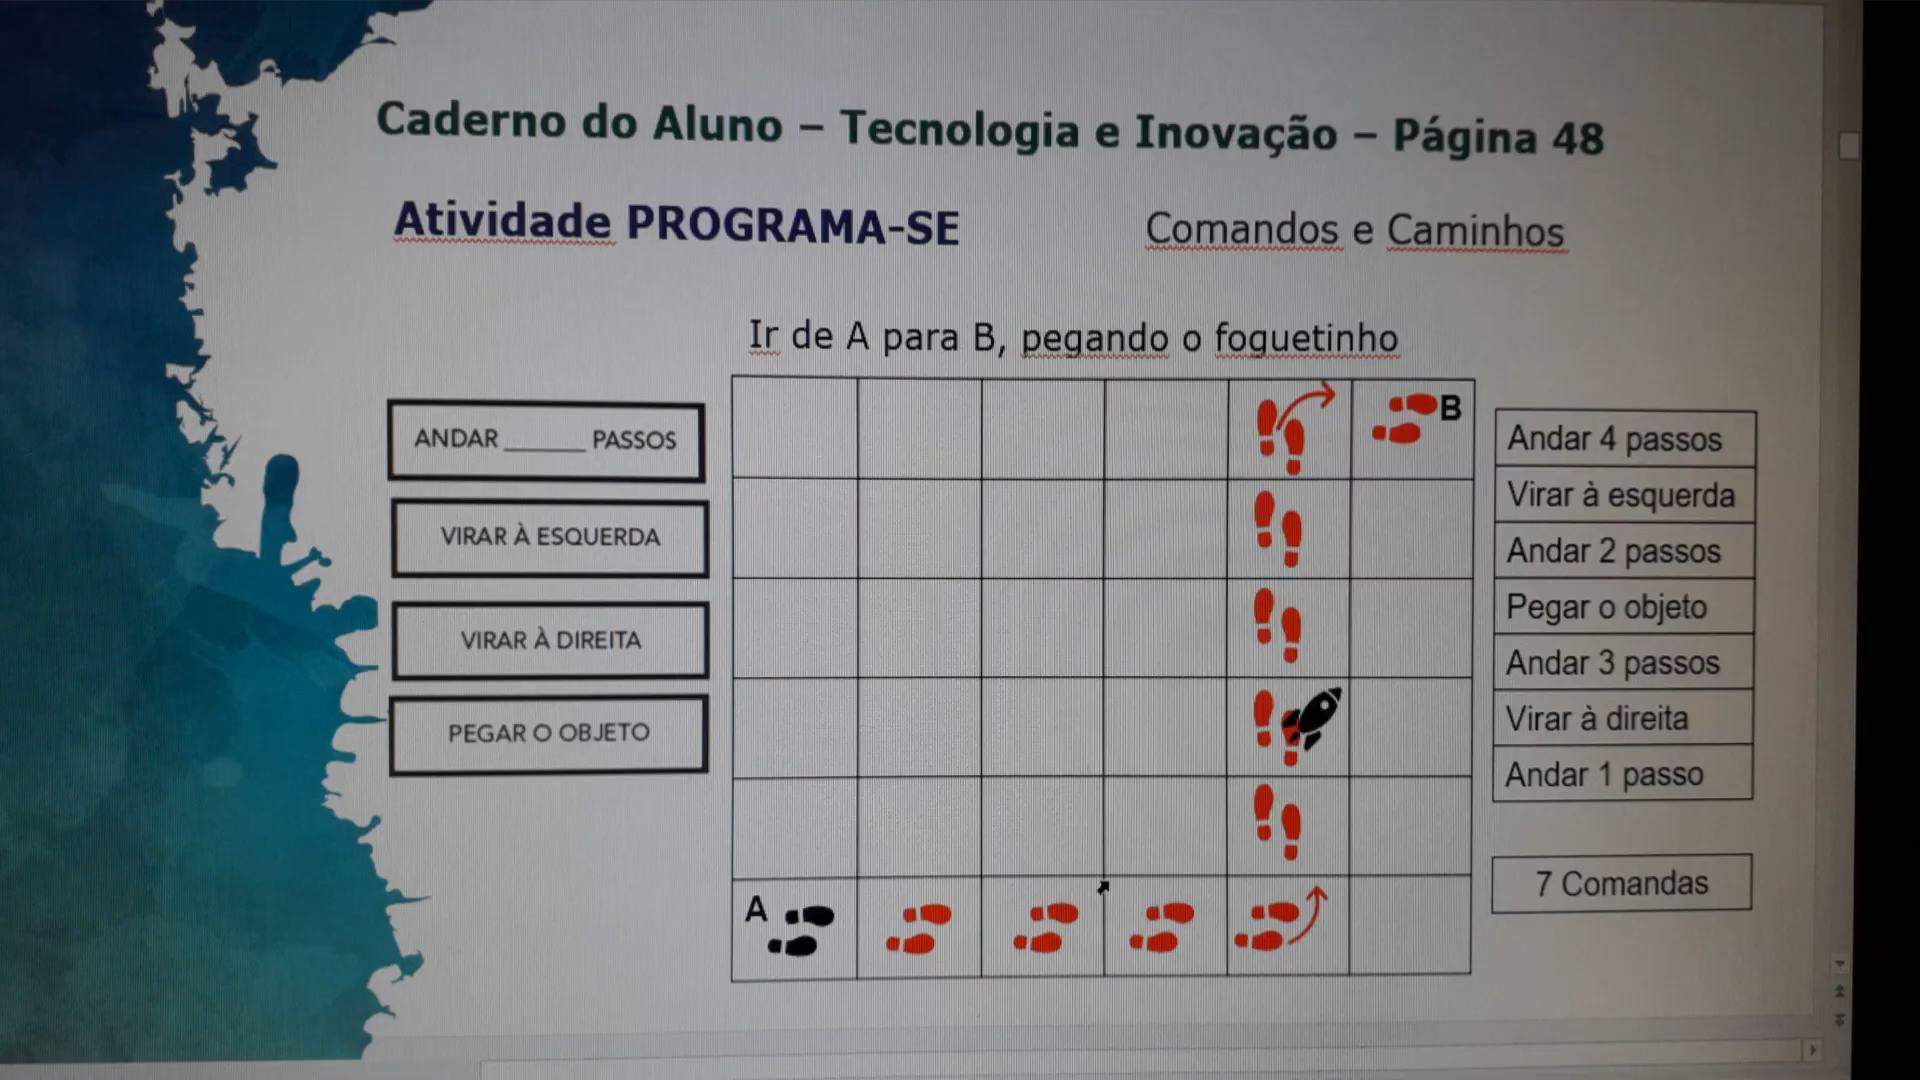 Caderno do Aluno – Tecnologia e Inovação – Página 48
Atividade PROGRAMA-SE
Comandos e Caminhos
Ir de A para B, pegando o foguetinho
ANDAR ______ PASSOS
VIRAR À ESQUERDA
VIRAR À DIREITA
PEGAR O OBJETO
B
A
Andar 4 passos
Virar à esquerda
Andar 2 passos
Pegar o objeto
Andar 3 passos
Virar à direita
Andar 1 passo
7 Comandas